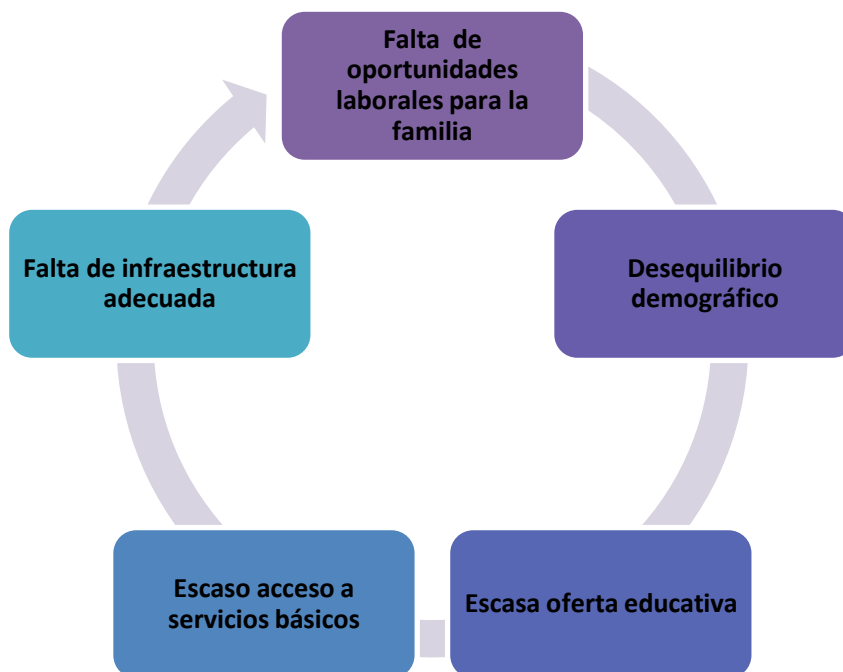 Falta de
oportunidades
laborales para la
familia
Desequilibrio
demográfico
Escasa oferta educativa
Escaso acceso a
servicios básicos
Falta de infraestructura
adecuada